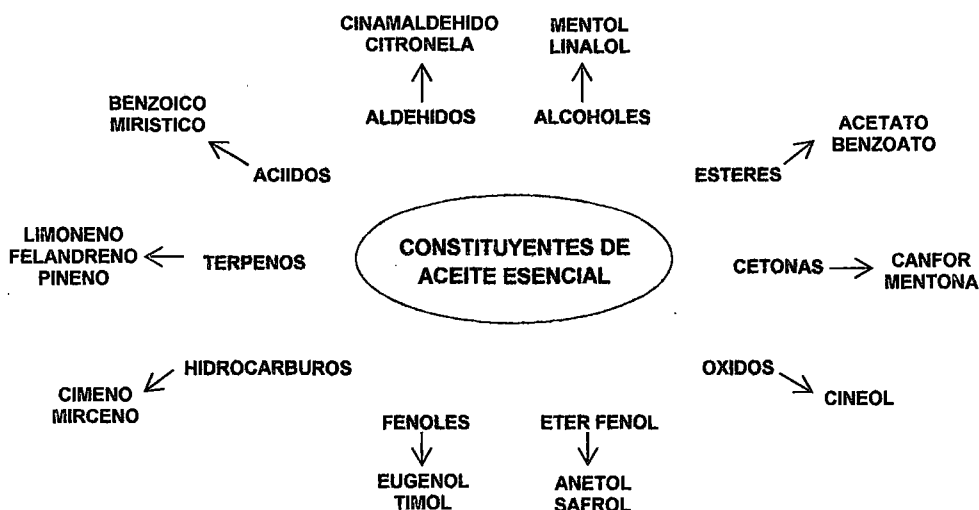 CINAMALDEHIDO
CITRONELA
MENTOL
LINALOL
BENZOICO
MIRISTICO
ALDEHIDOS
ALCOHOLES
ACETATO
BENZOATO
ACIIDOS
ESTERES
LIMONENO
FELANDRENO
PINENO
TERPENOS
CONSTITUYENTES DE
ACEITE ESENCIAL
CETONAS
CANFOR
MENTONA
HIDROCARBUROS
OXIDOS
CIMENO
MIRCENO
CINEOL
FENOLES
ETER FENOL
EUGENOL
TIMOL
ANETOL
SAFROL